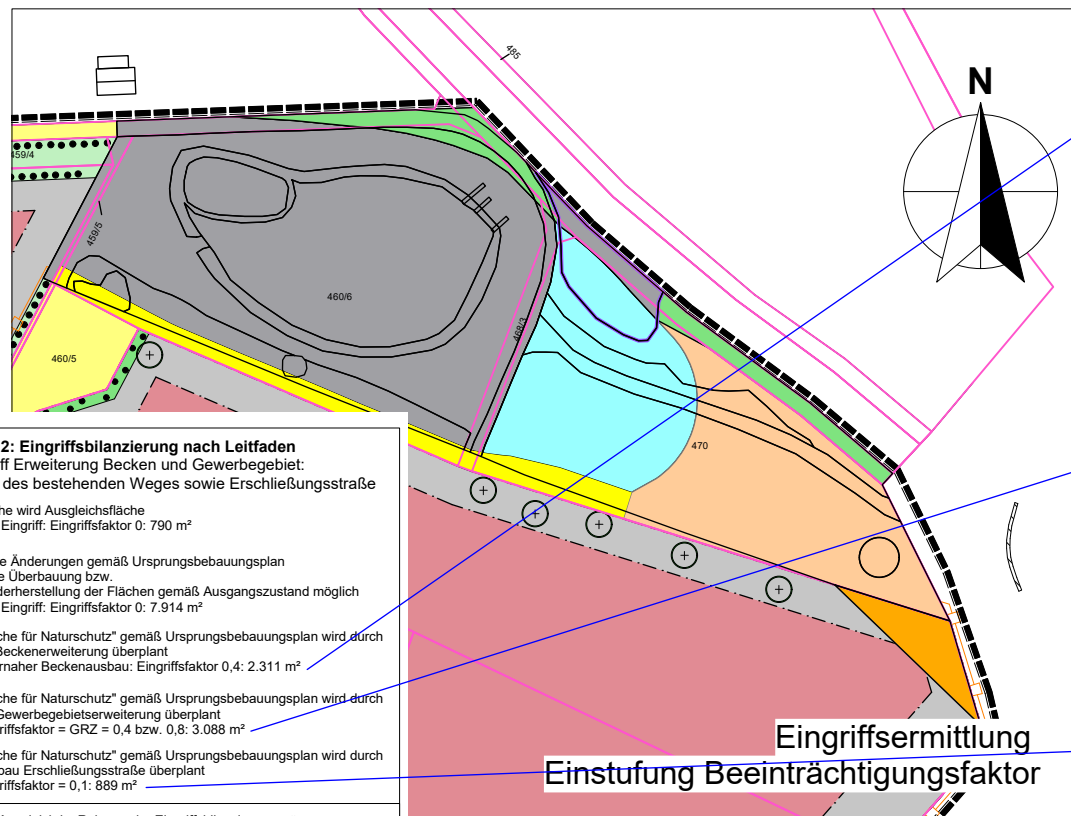 485
N
459/4
459/5
460/6
468/3
460/5
470
2: Eingriffsbilanzierung nach Leitfaden
ff Erweiterung Becken und Gewerbegebiet:
des bestehenden Weges sowie Erschließungsstraße
he wird Ausgleichsfläche
Eingriff: Eingriffsfaktor 0: 790 m²
e Änderungen gemäß Ursprungsbebauungsplan
e Überbauung bzw.
derherstellung der Flächen gemäß Ausgangszustand möglich
Eingriff: Eingriffsfaktor 0: 7.914 m²
che für Naturschutz" gemäß Ursprungsbebauungsplan wird durch
Beckenerweiterung überplant
rnaher Beckenausbau: Eingriffsfaktor 0,4: 2.311 m²
che für Naturschutz" gemäß Ursprungsbebauungsplan wird durch
Gewerbegebietserweiterung überplant
riffsfaktor = GRZ = 0,4 bzw. 0,8: 3.088 m²
che für Naturschutz" gemäß Ursprungsbebauungsplan wird durch
bau Erschließungsstraße überplant
riffsfaktor = 0,1: 889 m²
Eingriffsermittlung
Einstufung Beeinträchtigungsfaktor